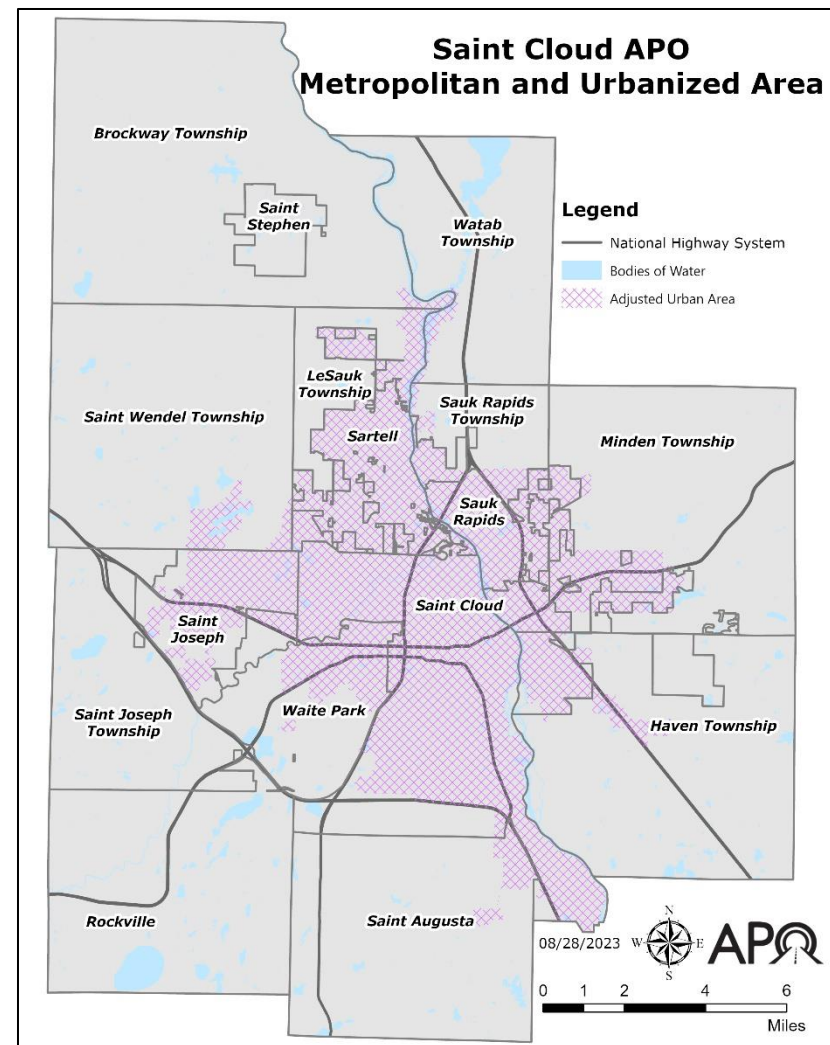 Saint Cloud APO
Metropolitan and Urbanized Area
Brockway Township
Saint
Stephen
Watab
Township
Legend
National Highway System
Bodies of Water
Adjusted Urban Area
LeSauk
Township
Saint Wendel Township
Sartell
Sauk Rapids
Township
Minden Township
Sauk
Rapids
Saint Cloud
Saint
Joseph
Saint Joseph
Township
Waite Park
Haven Township
Rockville
Saint Augusta
08/28/2023
N
W
E
S
APO
0 1 2 4 6
Miles